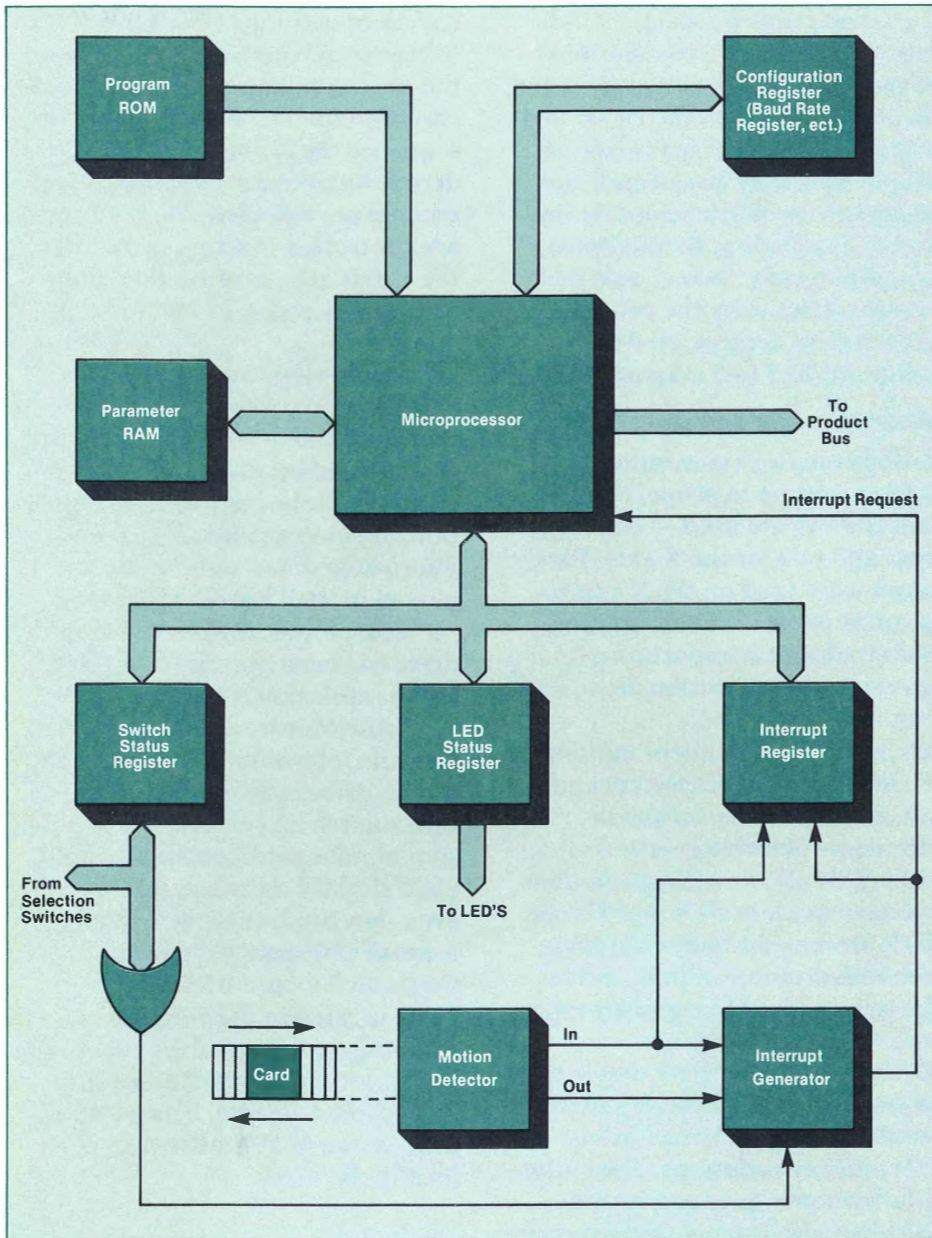 Program
ROM
Configuration
Register
(Baud Rate
Register, ect.)
Parameter
RAM
Microprocessor
To
Product
Bus
Interrupt Request
Switch
Status
Register
LED
Status
Register
Interrupt
Register
From
Selection
Switches
To LED'S
Card
Motion
Detector
In
Out
Interrupt
Generator